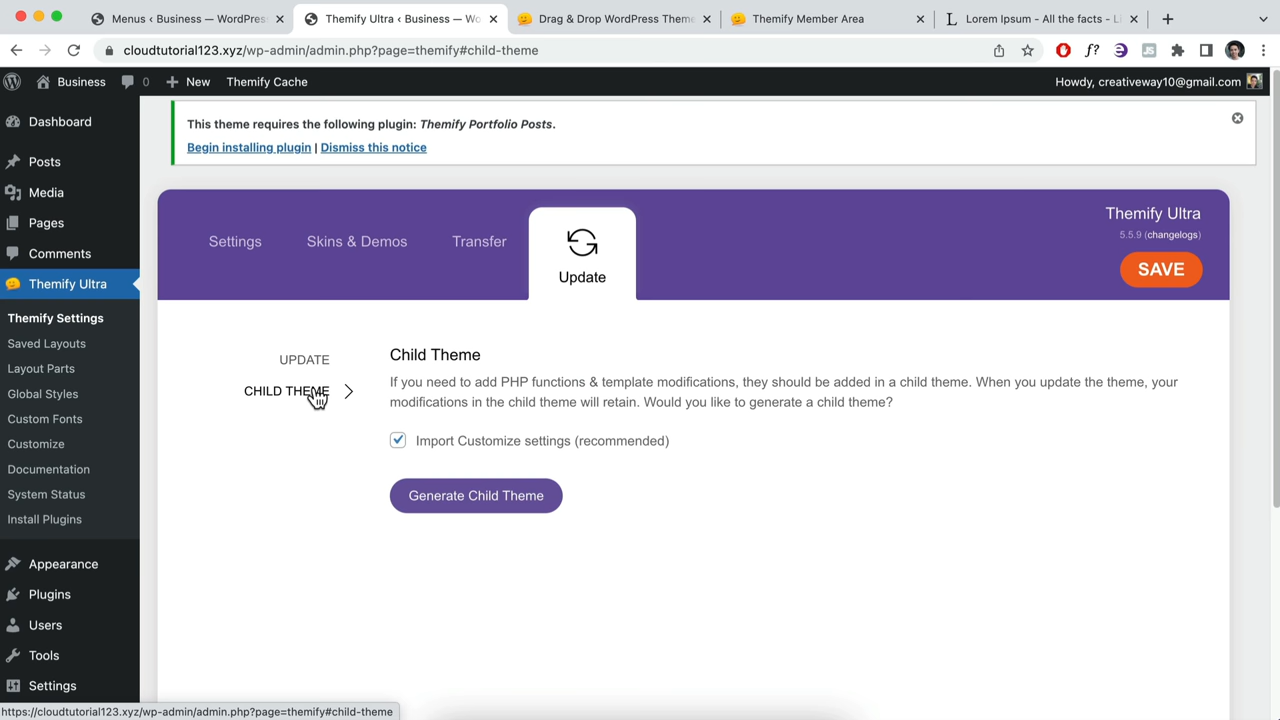 Menus ‹ Business — WordPres
Themify Ultra ‹ Business — Wo
Drag & Drop WordPress Theme
Themify Member Area
Lorem Ipsum - All the facts - Li
cloudtutorial123.xyz/wp-admin/admin.php?page=themify#child-theme
f?
JS
Business
0
New
Themify Cache
Howdy, creativeway10@gmail.com
Dashboard
Posts
Media
Pages
Comments
Themify Ultra
Themify Settings
Saved Layouts
Layout Parts
Global Styles
Custom Fonts
Customize
Documentation
System Status
Install Plugins
Appearance
Plugins
Users
Tools
Settings
This theme requires the following plugin: Themify Portfolio Posts.
Begin installing plugin | Dismiss this notice
Settings
Skins & Demos
Transfer
Update
Themify Ultra
5.5.9 (changelogs)
SAVE
UPDATE
CHILD THEME
Child Theme
If you need to add PHP functions & template modifications, they should be added in a child theme. When you update the theme, your
modifications in the child theme will retain. Would you like to generate a child theme?
Import Customize settings (recommended)
Generate Child Theme
https://cloudtutorial123.xyz/wp-admin/admin.php?page=themify#child-theme